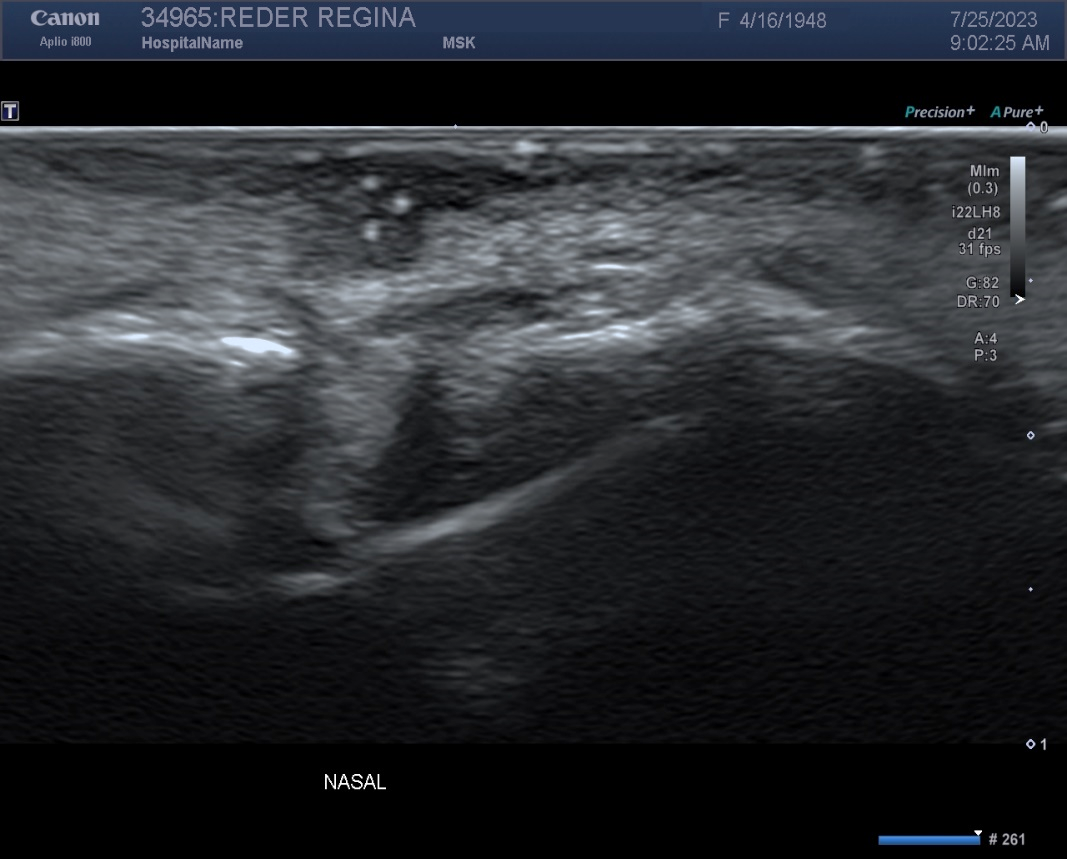 Canon
Aplio i800
34965:REDER REGINA
HospitalName
MSK
F 4/16/1948
7/25/2023
9:02:25 AM
T
Precision+ APure+
0
MIm
(0.3)
i22LH8
d21
31 fps
G:82
DR:70
A:4
P:3
1
NASAL
# 261